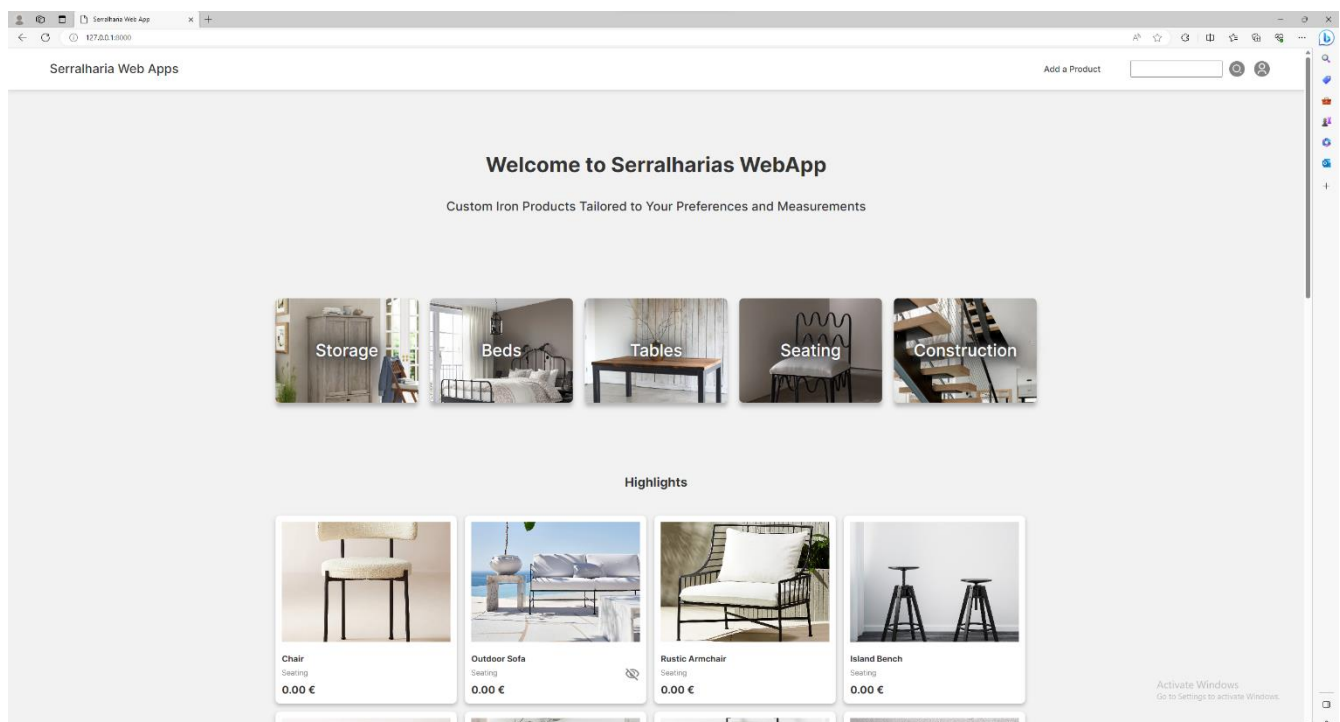 Serralharia Web App
127.0.0.1:8000
Serralharia Web Apps
Add a Product
Welcome to Serralharias WebApp
Custom Iron Products Tailored to Your Preferences and Measurements
Storage
Beds
Tables
Seating
Construction
Highlights
Chair
Seating
0.00 €
Outdoor Sofa
Seating
0.00 €
Rustic Armchair
Seating
0.00 €
Island Bench
Seating
0.00 €
Activate Windows
Go to Settings to activate Windows.